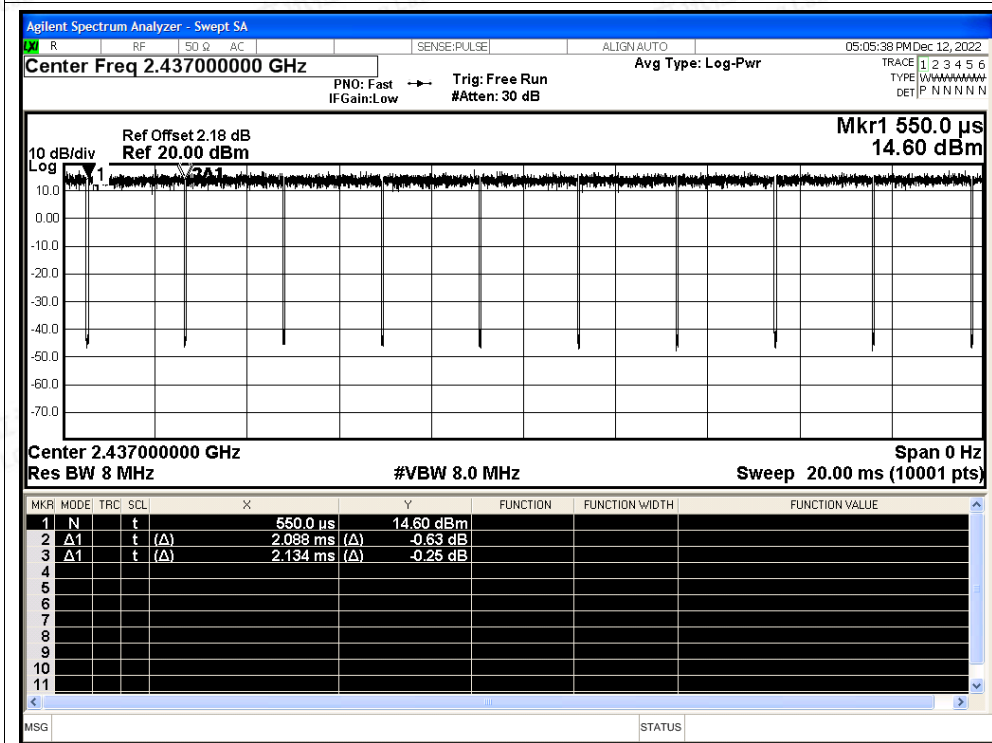 Agilent Spectrum Analyzer - Swept SA
LXI R RF 50 Ω AC SENSE:PULSE ALIGN AUTO 05:05:38 PM Dec 12, 2022
Center Freq 2.437000000 GHz Avg Type: Log-Pwr TRACE 1 2 3 4 5 6
PNO: Fast Trig: Free Run TYPE WWWWWW
IFGain:Low #Atten: 30 dB DET P N N N N N
Mkr1 550.0 µs
14.60 dBm
Ref Offset 2.18 dB
10 dB/div Ref 20.00 dBm
Log
1 3Δ1
10.0
0.00
-10.0
-20.0
-30.0
-40.0
-50.0
-60.0
-70.0
Center 2.437000000 GHz Span 0 Hz
Res BW 8 MHz #VBW 8.0 MHz Sweep 20.00 ms (10001 pts)
MKR MODE TRC SCL X Y FUNCTION FUNCTION WIDTH FUNCTION VALUE
1 N t 550.0 µs 14.60 dBm
2 Δ1 t (Δ) 2.088 ms (Δ) -0.63 dB
3 Δ1 t (Δ) 2.134 ms (Δ) -0.25 dB
4
5
6
7
8
9
10
11
MSG STATUS